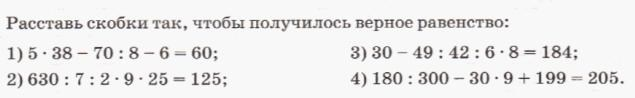 Расставь скобки так, чтобы получилось верное равенство:
1) 5 · 38 − 70 : 8 − 6 = 60; 3) 30 − 49 : 42 : 6 · 8 = 184;
2) 630 : 7 : 2 · 9 · 25 = 125; 4) 180 : 300 − 30 · 9 + 199 = 205.